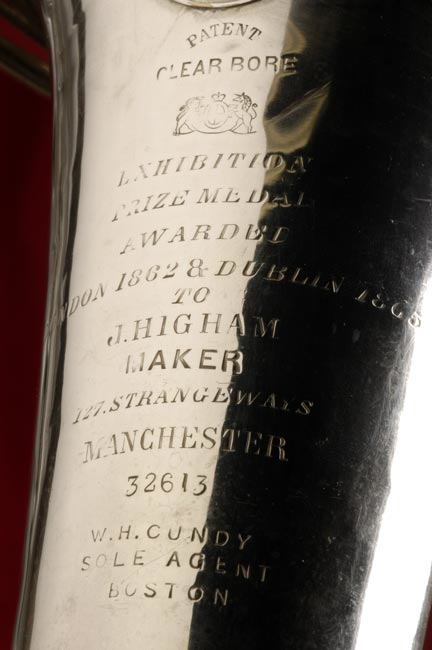 PATENT
CLEAR BORE
EXHIBITION
PRIZE MEDAL
AWARDED
LONDON 1862 & DUBLIN 1865
TO
J. HIGHAM
MAKER
127. STRANGEWAYS
MANCHESTER
32613
W. H. CUNDY
SOLE AGENT
BOSTON